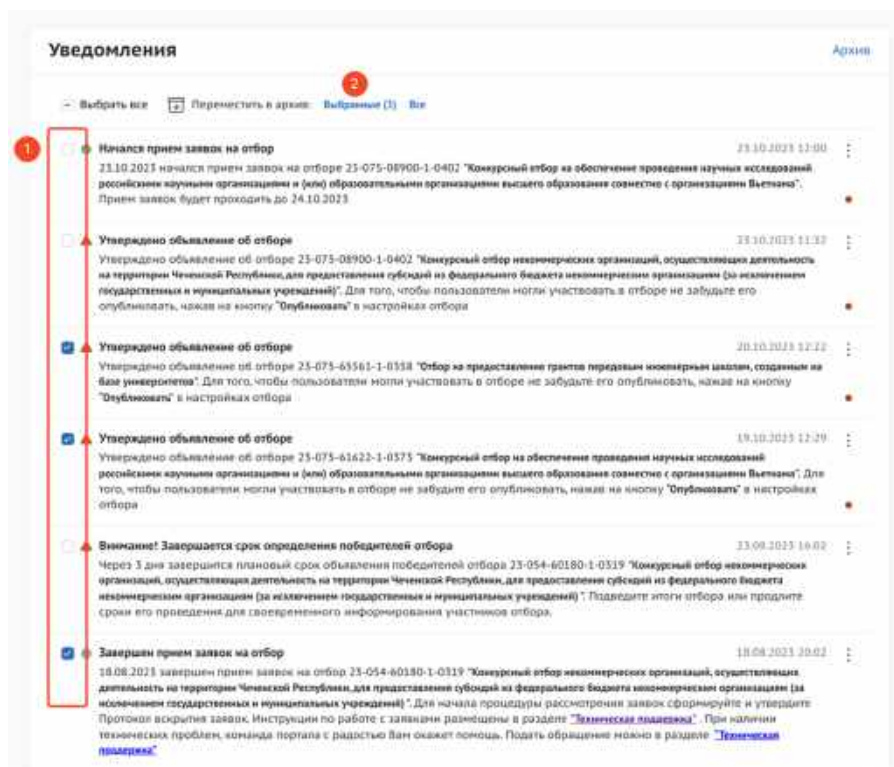 Уведомления
Архив
2
– Выбрать все Переместить в архив: Выбранные (3) Все
1
Начался прием заявок на отбор 23.10.2023 12:00
23.10.2023 начался прием заявок на отборе 23-075-08900-1-0402 "Конкурсный отбор на обеспечение проведения научных исследований
российскими научными организациями и (или) образовательными организациями высшего образования совместно с организациями Вьетнама".
Прием заявок будет проходить до 24.10.2023
Утверждено объявление об отборе 23.10.2023 11:32
Утверждено объявление об отборе 23-075-08900-1-0402 "Конкурсный отбор некоммерческих организаций, осуществляющих деятельность
на территории Чеченской Республики, для предоставления субсидий из федерального бюджета некоммерческим организациям (за исключением
государственных и муниципальных учреждений)". Для того, чтобы пользователи могли участвовать в отборе не забудьте его
опубликовать, нажав на кнопку "Опубликовать" в настройках отбора
Утверждено объявление об отборе 20.10.2023 12:22
Утверждено объявление об отборе 23-075-65561-1-0358 "Отбор на предоставление грантов передовым инженерным школам, созданным на
базе университетов". Для того, чтобы пользователи могли участвовать в отборе не забудьте его опубликовать, нажав на кнопку
"Опубликовать" в настройках отбора
Утверждено объявление об отборе 19.10.2023 12:29
Утверждено объявление об отборе 23-075-61622-1-0373 "Конкурсный отбор на обеспечение проведения научных исследований
российскими научными организациями и (или) образовательными организациями высшего образования совместно с организациями Вьетнама". Для
того, чтобы пользователи могли участвовать в отборе не забудьте его опубликовать, нажав на кнопку "Опубликовать" в настройках
отбора
Внимание! Завершается срок определения победителей отбора 23.08.2023 16:02
Через 3 дня завершится плановый срок объявления победителей отбора 23-054-60180-1-0319 "Конкурсный отбор некоммерческих
организаций, осуществляющих деятельность на территории Чеченской Республики, для предоставления субсидий из федерального бюджета
некоммерческим организациям (за исключением государственных и муниципальных учреждений) ". Подведите итоги отбора или продлите
сроки его проведения для своевременного информирования участников отбора.
Завершен прием заявок на отбор 18.08.2023 20:02
18.08.2023 завершен прием заявок на отбор 23-054-60180-1-0319 "Конкурсный отбор некоммерческих организаций, осуществляющих
деятельность на территории Чеченской Республики, для предоставления субсидий из федерального бюджета некоммерческим организациям (за
исключением государственных и муниципальных учреждений) ". Для начала процедуры рассмотрения заявок сформируйте и утвердите
Протокол вскрытия заявок. Инструкции по работе с заявками размещены в разделе "Техническая поддержка" . При наличии
технических проблем, команда портала с радостью Вам окажет помощь. Подать обращение можно в разделе "Техническая
поддержка"